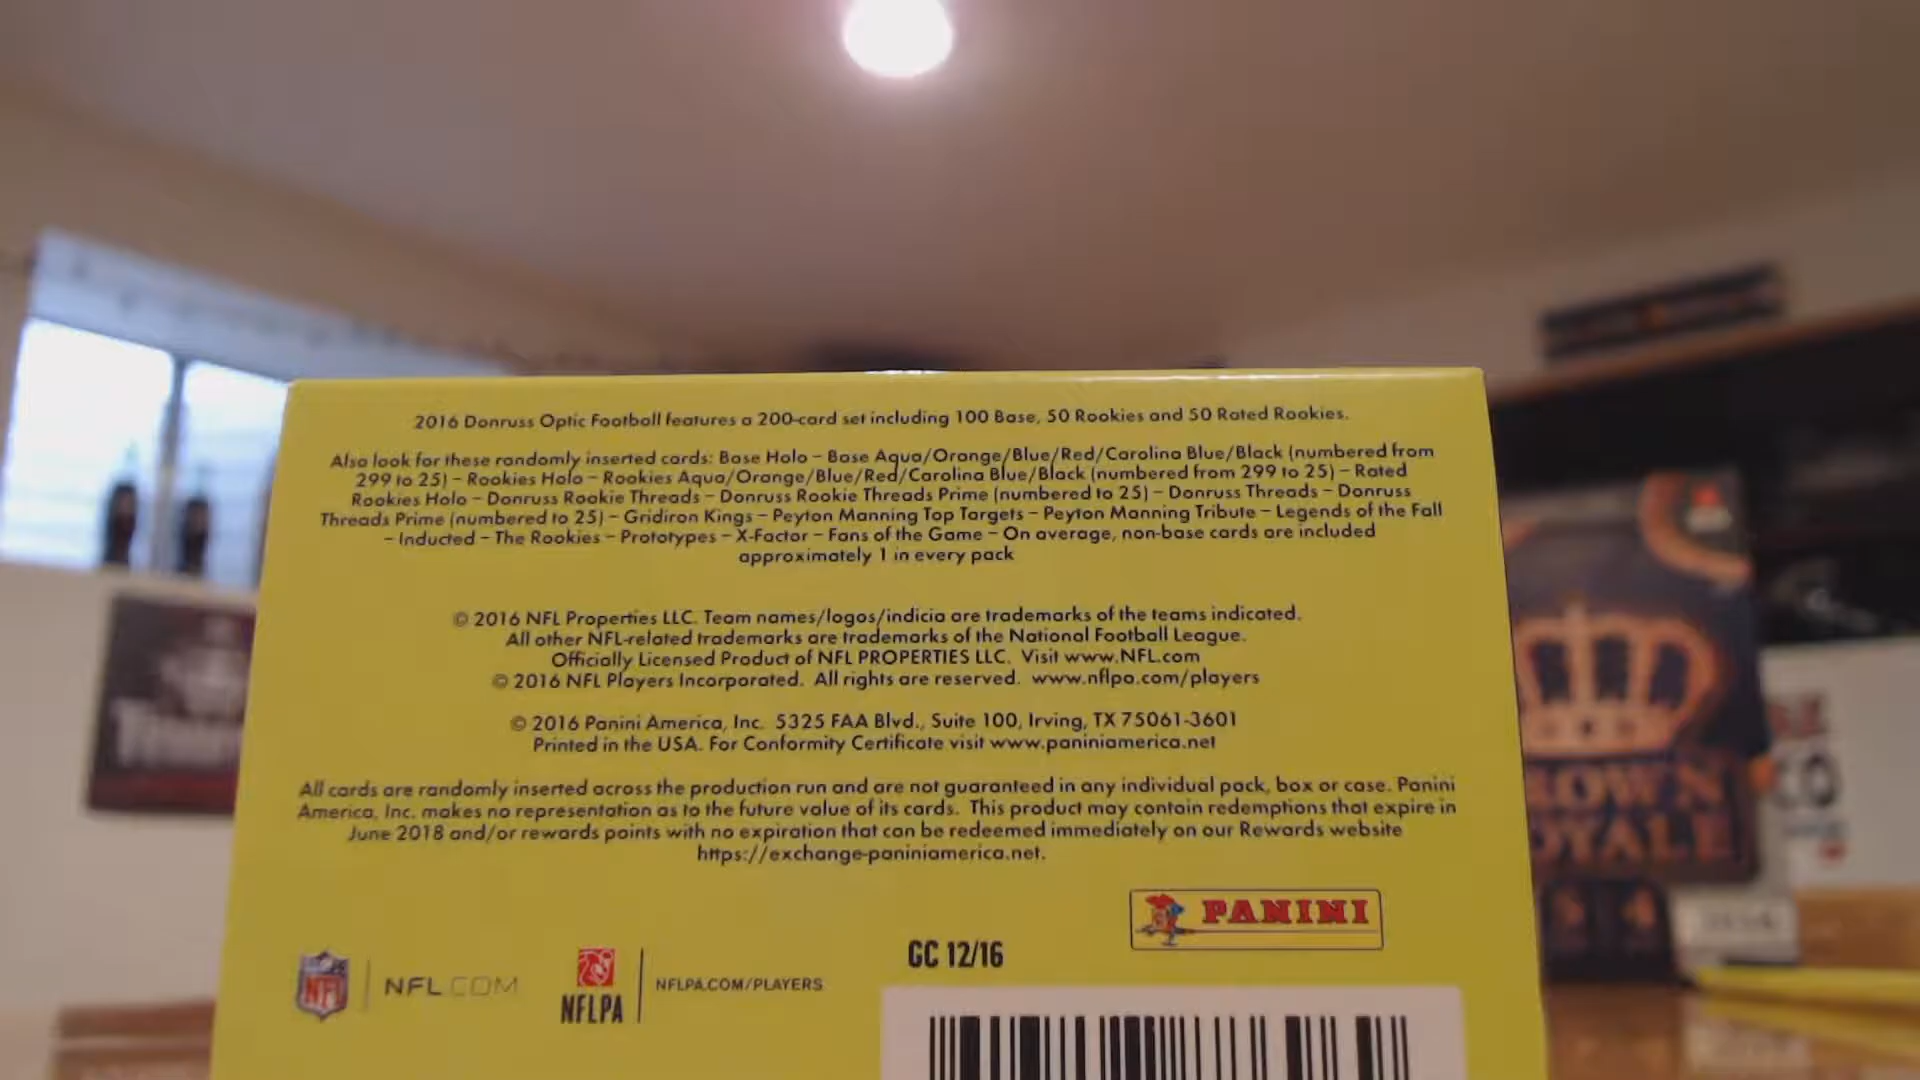 2016 Donruss Optic Football features a 200-card set including 100 Base, 50 Rookies and 50 Rated Rookies.
Also look for these randomly inserted cards: Base Holo – Base Aqua/Orange/Blue/Red/Carolina Blue/Black (numbered from
299 to 25) – Rookies Holo – Rookies Aqua/Orange/Blue/Red/Carolina Blue/Black (numbered from 299 to 25) – Rated
Rookies Holo – Donruss Rookie Threads – Donruss Rookie Threads Prime (numbered to 25) – Donruss Threads – Donruss
Threads Prime (numbered to 25) – Gridiron Kings – Peyton Manning Top Targets – Peyton Manning Tribute – Legends of the Fall
– Inducted – The Rookies – Prototypes – X-Factor – Fans of the Game – On average, non-base cards are included
approximately 1 in every pack
© 2016 NFL Properties LLC. Team names/logos/indicia are trademarks of the teams indicated.
All other NFL-related trademarks are trademarks of the National Football League.
Officially Licensed Product of NFL PROPERTIES LLC. Visit www.NFL.com
© 2016 NFL Players Incorporated. All rights are reserved. www.nflpa.com/players
© 2016 Panini America, Inc. 5325 FAA Blvd., Suite 100, Irving, TX 75061-3601
Printed in the USA. For Conformity Certificate visit www.paniniamerica.net
All cards are randomly inserted across the production run and are not guaranteed in any individual pack, box or case. Panini
America, Inc. makes no representation as to the future value of its cards. This product may contain redemptions that expire in
June 2018 and/or rewards points with no expiration that can be redeemed immediately on our Rewards website
https://exchange-paniniamerica.net.
PANINI
GC 12/16
NFL NFL.COM
NFLPA NFLPA.COM/PLAYERS